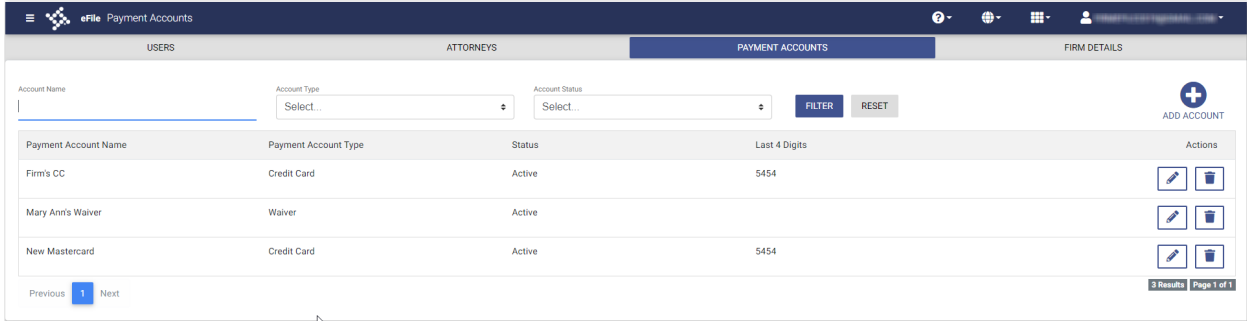 eFile Payment Accounts
USERS ATTORNEYS PAYMENT ACCOUNTS FIRM DETAILS
Account Name Account Type Account Status
Select... Select... FILTER RESET
ADD ACCOUNT
Payment Account Name Payment Account Type Status Last 4 Digits Actions
Firm's CC Credit Card Active 5454
Mary Ann's Waiver Waiver Active
New Mastercard Credit Card Active 5454
Previous 1 Next 3 Results Page 1 of 1